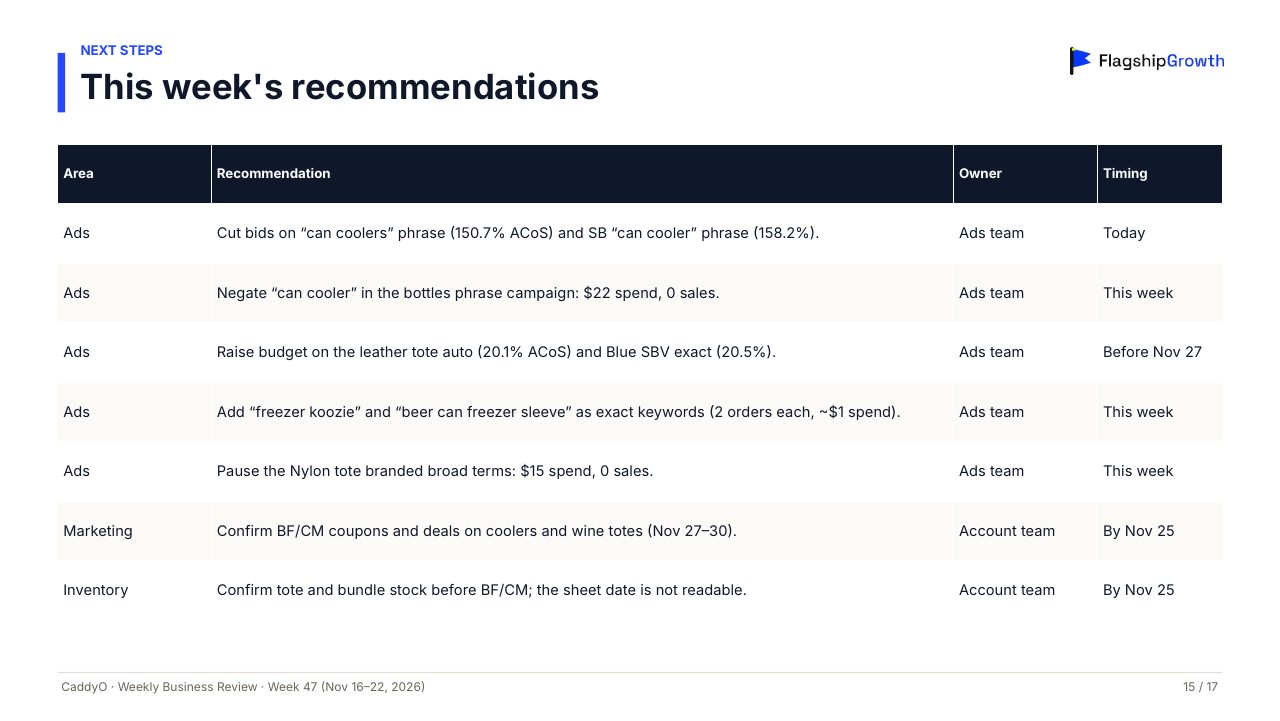 NEXT STEPS
This week's recommendations
FlagshipGrowth
Area Recommendation Owner Timing
Ads Cut bids on “can coolers” phrase (150.7% ACoS) and SB “can cooler” phrase (158.2%). Ads team Today
Ads Negate “can cooler” in the bottles phrase campaign: $22 spend, 0 sales. Ads team This week
Ads Raise budget on the leather tote auto (20.1% ACoS) and Blue SBV exact (20.5%). Ads team Before Nov 27
Ads Add “freezer koozie” and “beer can freezer sleeve” as exact keywords (2 orders each, ~$1 spend). Ads team This week
Ads Pause the Nylon tote branded broad terms: $15 spend, 0 sales. Ads team This week
Marketing Confirm BF/CM coupons and deals on coolers and wine totes (Nov 27–30). Account team By Nov 25
Inventory Confirm tote and bundle stock before BF/CM; the sheet date is not readable. Account team By Nov 25
CaddyO · Weekly Business Review · Week 47 (Nov 16–22, 2026) 15 / 17